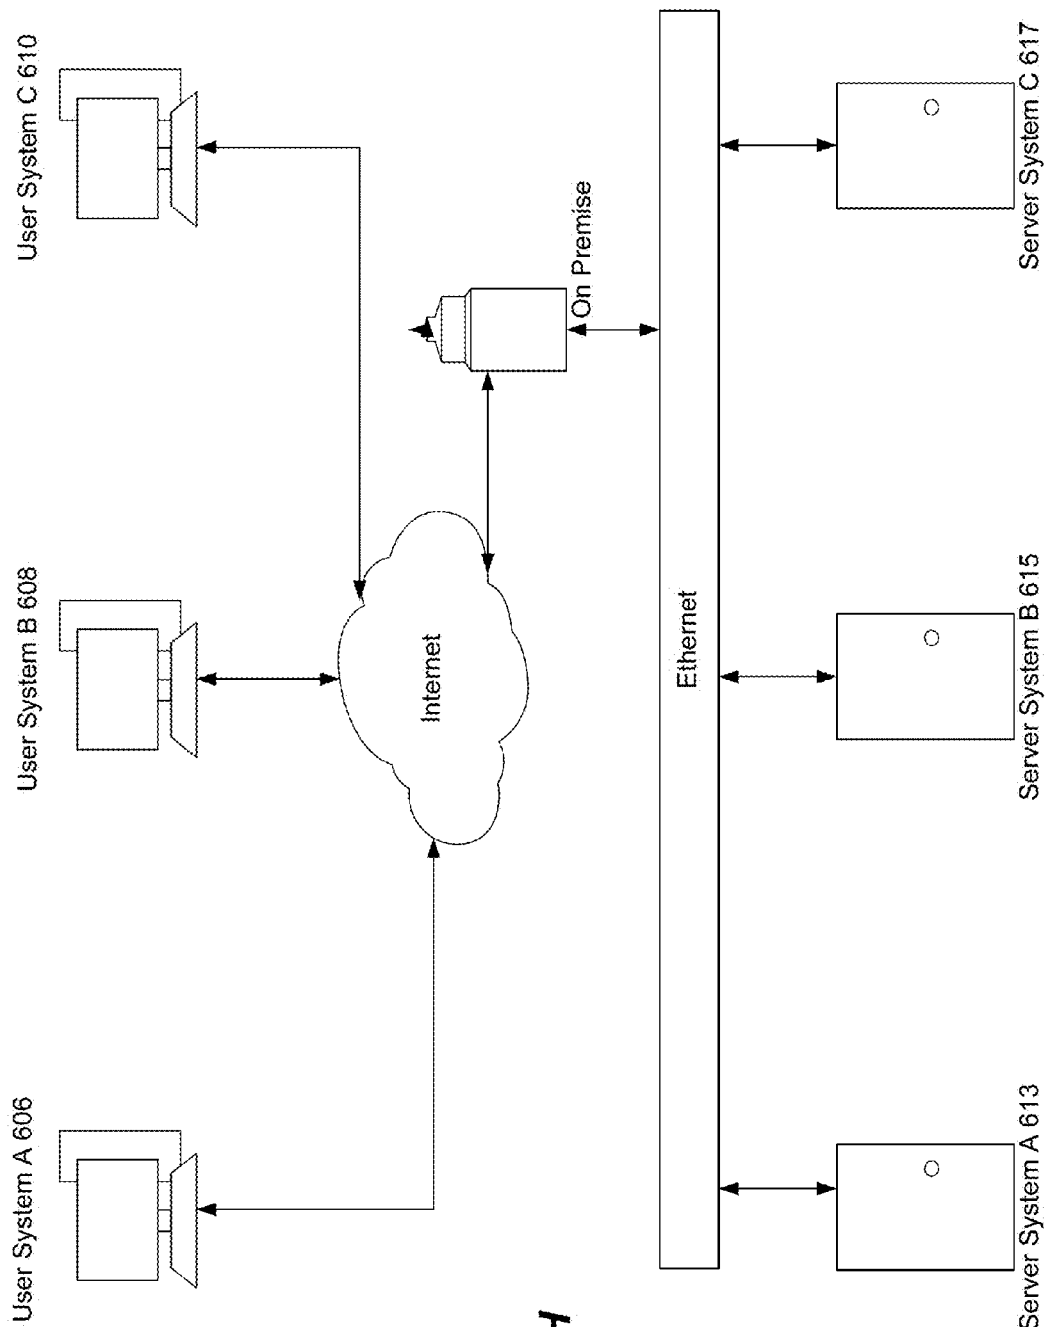 User System A 606
User System B 608
User System C 610
Internet
On Premise
Ethernet
Server System A 613
Server System B 615
Server System C 617